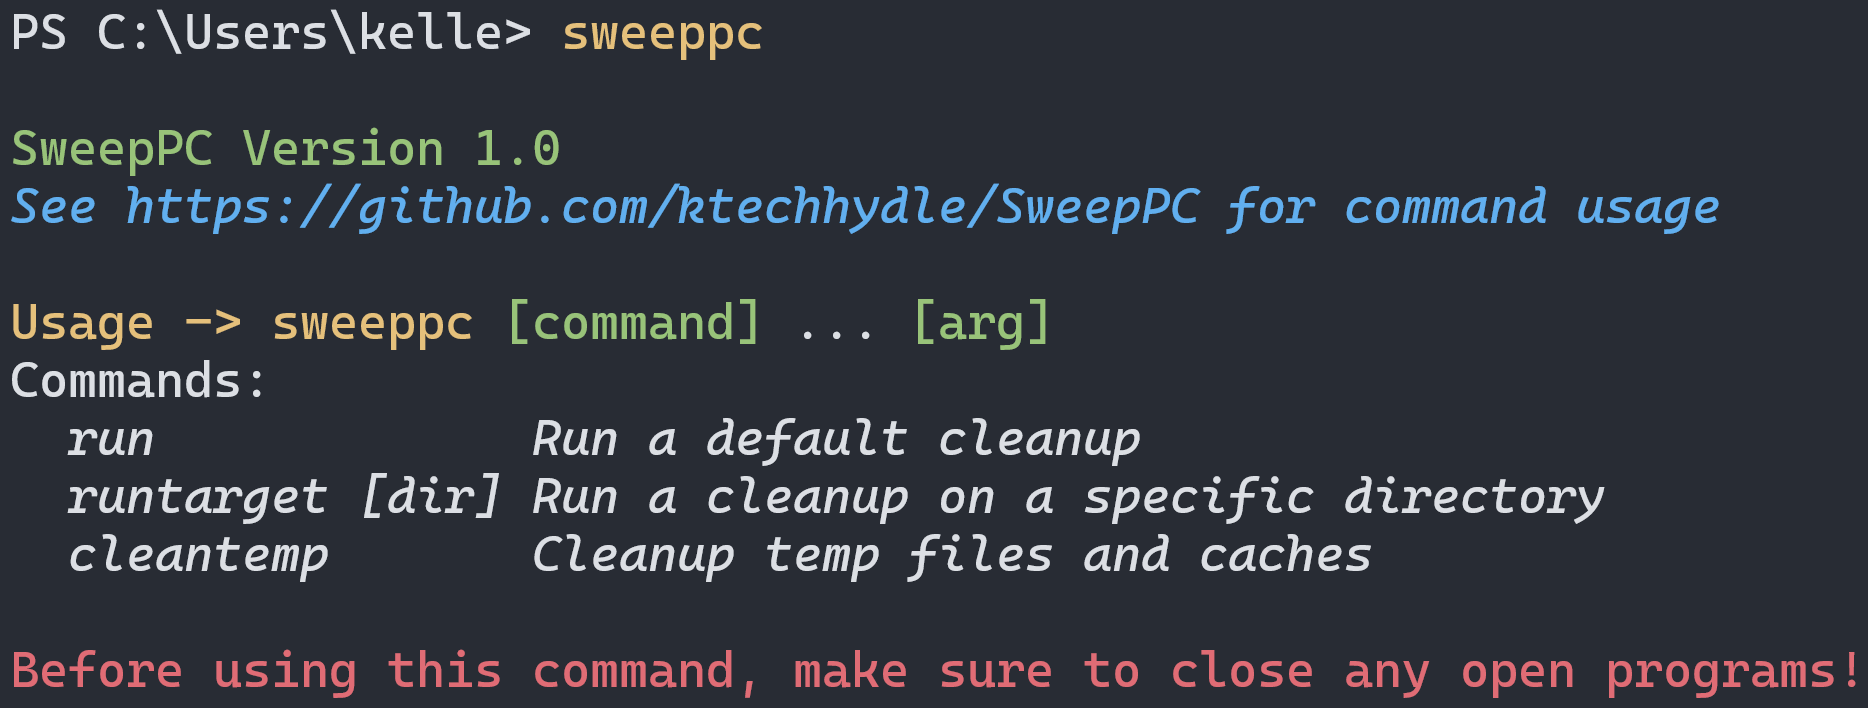 PS C:\Users\kelle> sweeppc
SweepPC Version 1.0
See https://github.com/ktechhydle/SweepPC for command usage
Usage -> sweeppc [command] ... [arg]
Commands:
run Run a default cleanup
runtarget [dir] Run a cleanup on a specific directory
cleantemp Cleanup temp files and caches
Before using this command, make sure to close any open programs!